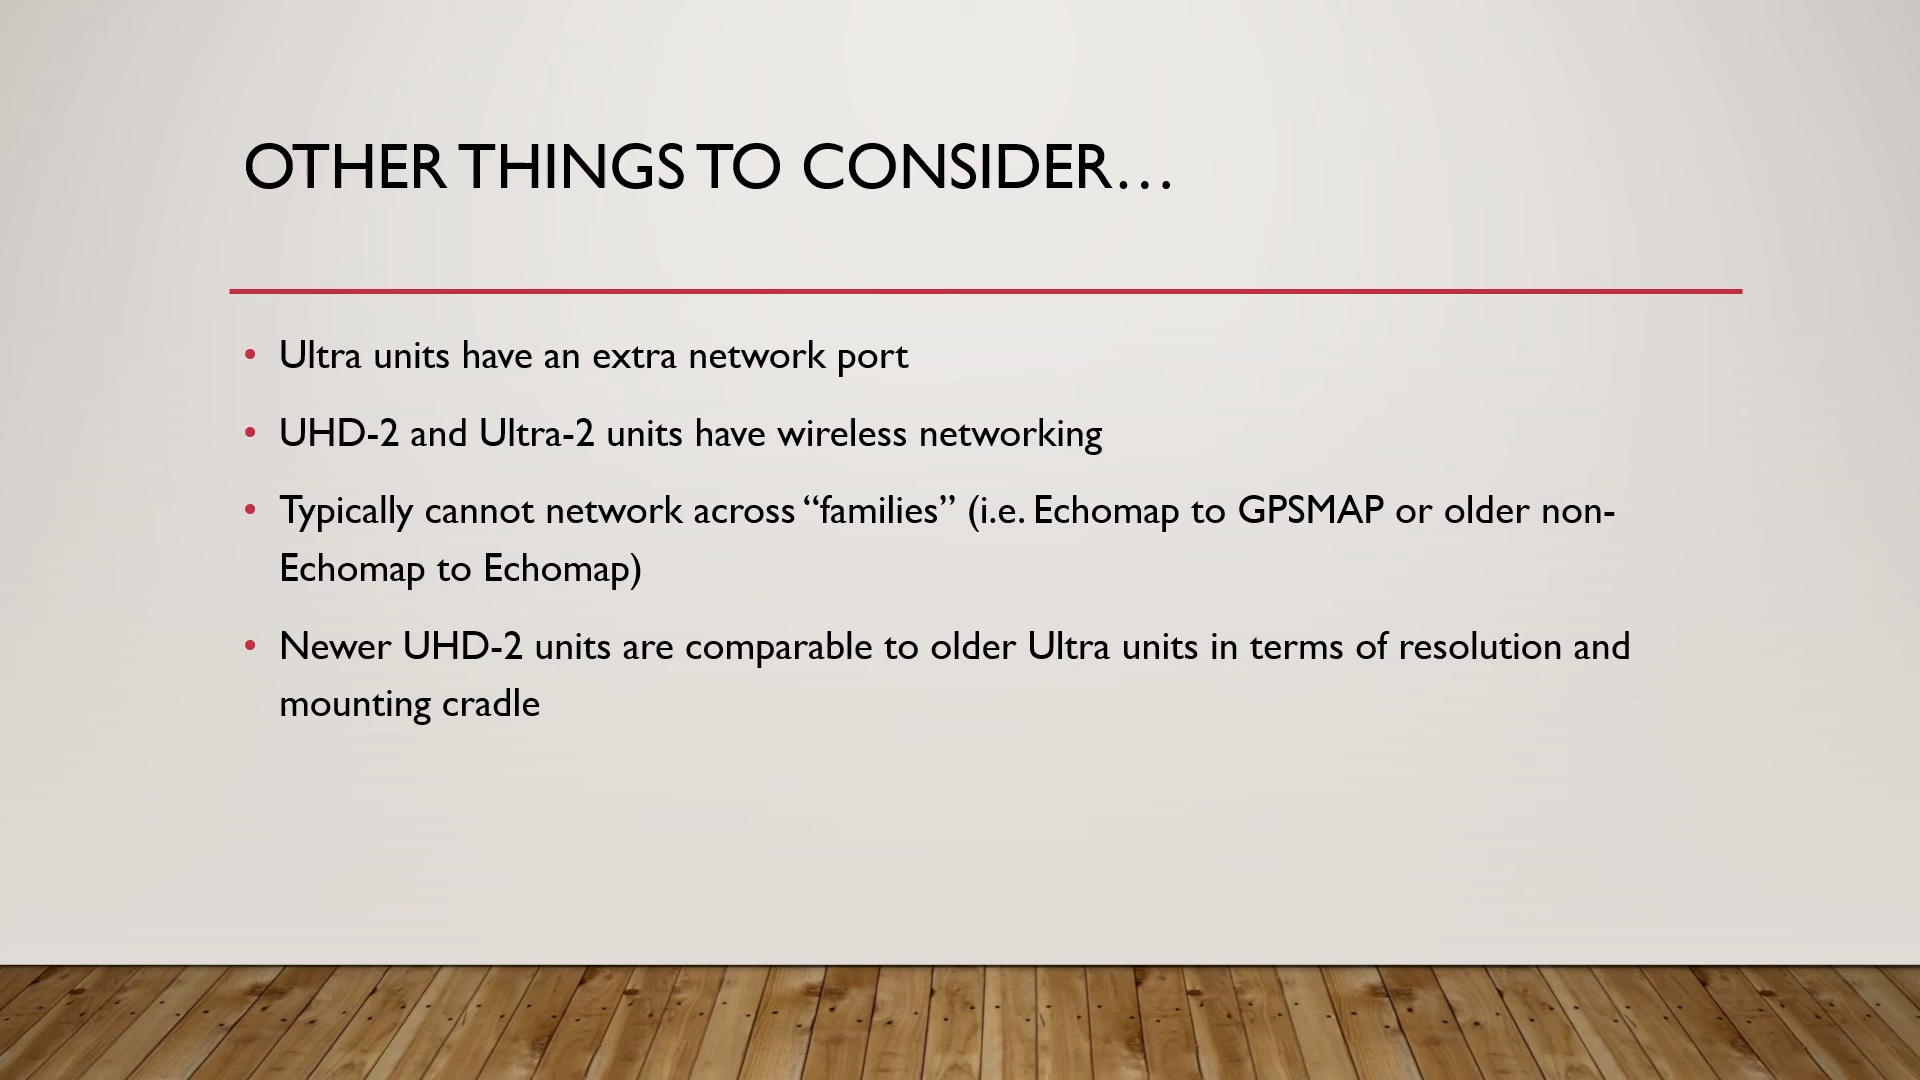 OTHER THINGS TO CONSIDER…
• Ultra units have an extra network port
• UHD-2 and Ultra-2 units have wireless networking
• Typically cannot network across “families” (i.e. Echomap to GPSMAP or older non-
Echomap to Echomap)
• Newer UHD-2 units are comparable to older Ultra units in terms of resolution and
mounting cradle